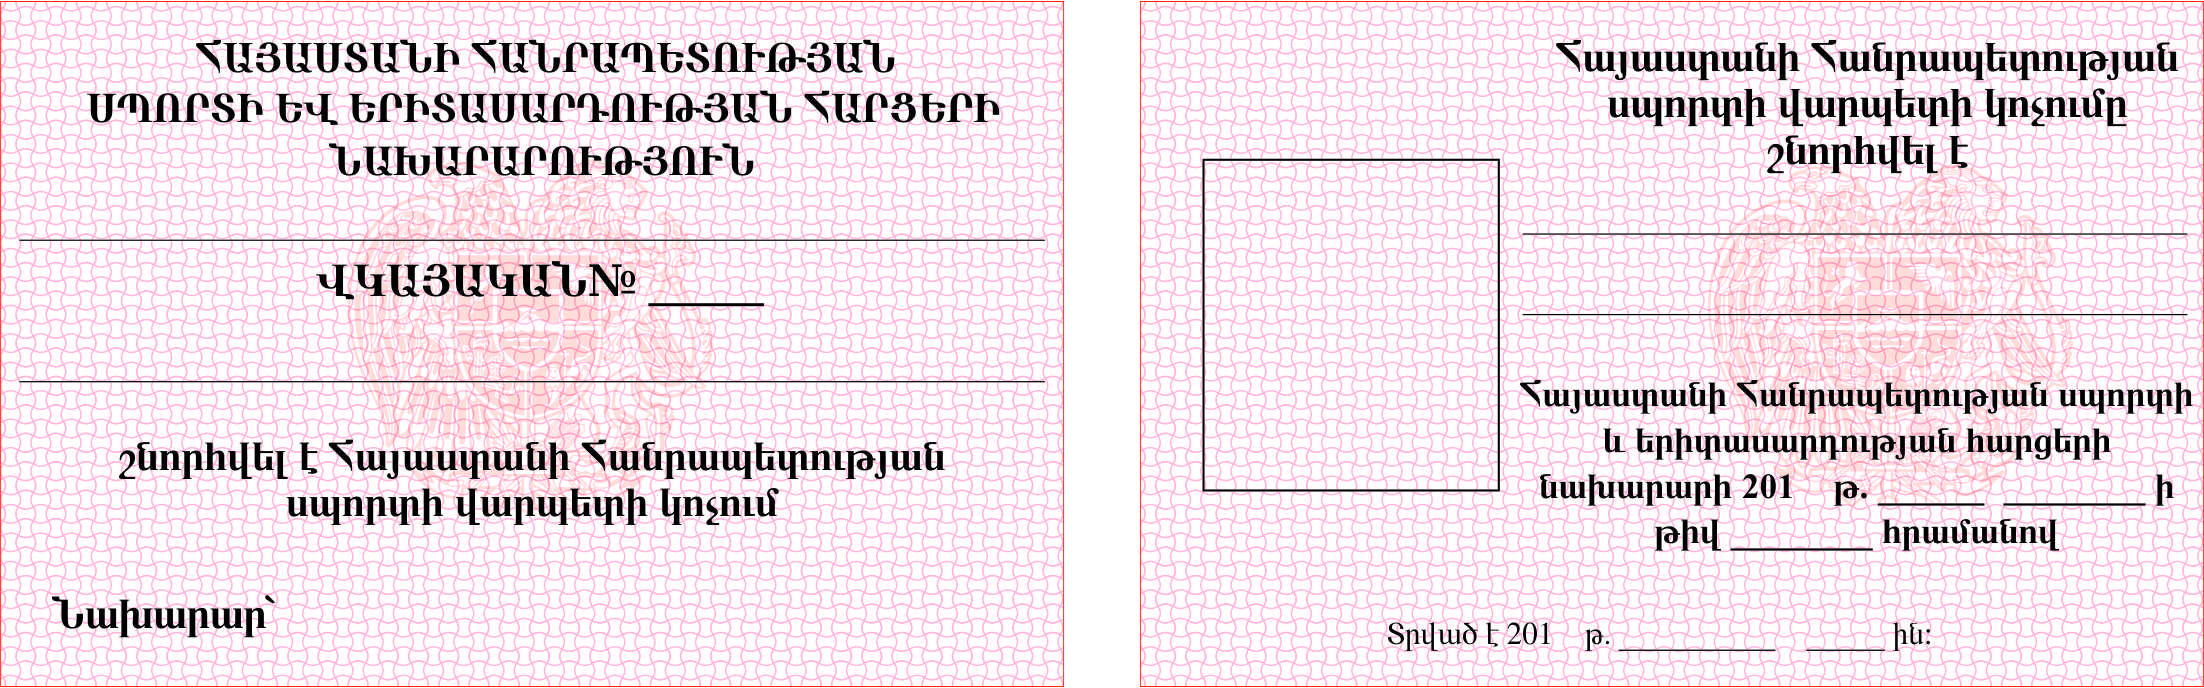 ՀԱՅԱՍՏԱՆԻ ՀԱՆՐԱՊԵՏՈՒԹՅԱՆ
ՍՊՈՐՏԻ ԵՎ ԵՐԻՏԱՍԱՐԴՈՒԹՅԱՆ ՀԱՐՑԵՐԻ
ՆԱԽԱՐԱՐՈՒԹՅՈՒՆ
ՎԿԱՅԱԿԱՆ№ ______
շնորհվել է Հայաստանի Հանրապետության
սպորտի վարպետի կոչում
Նախարար՝
Հայաստանի Հանրապետության
սպորտի վարպետի կոչումը
շնորհվել է
Հայաստանի Հանրապետության սպորտի
և երիտասարդության հարցերի
նախարարի 201 թ. ______ ________ ի
թիվ ________ հրամանով
Տրված է 201 թ. __________ _____ ին: